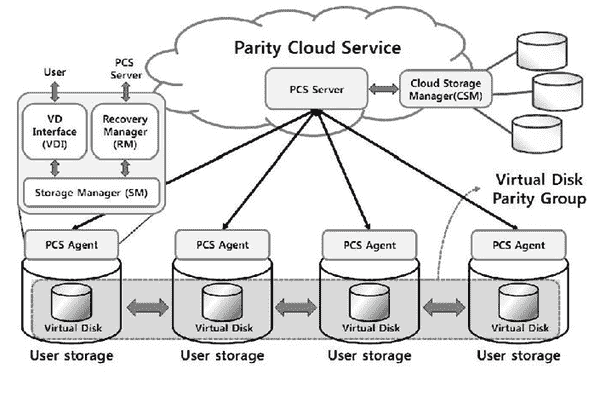 Parity Cloud Service
PCS Server
Cloud Storage
Manager(CSM)
User
PCS
Server
VD
Interface
(VDI)
Recovery
Manager
(RM)
Storage Manager (SM)
Virtual Disk
Parity Group
PCS Agent
PCS Agent
PCS Agent
PCS Agent
Virtual Disk
Virtual Disk
Virtual Disk
Virtual Disk
User storage
User storage
User storage
User storage